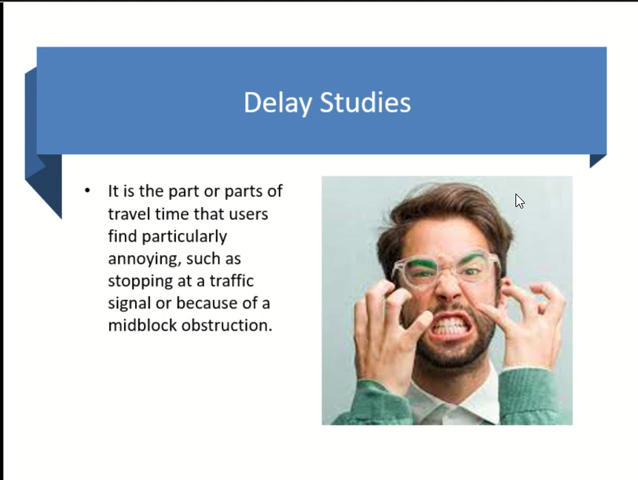 Delay Studies
• It is the part or parts of
travel time that users
find particularly
annoying, such as
stopping at a traffic
signal or because of a
midblock obstruction.